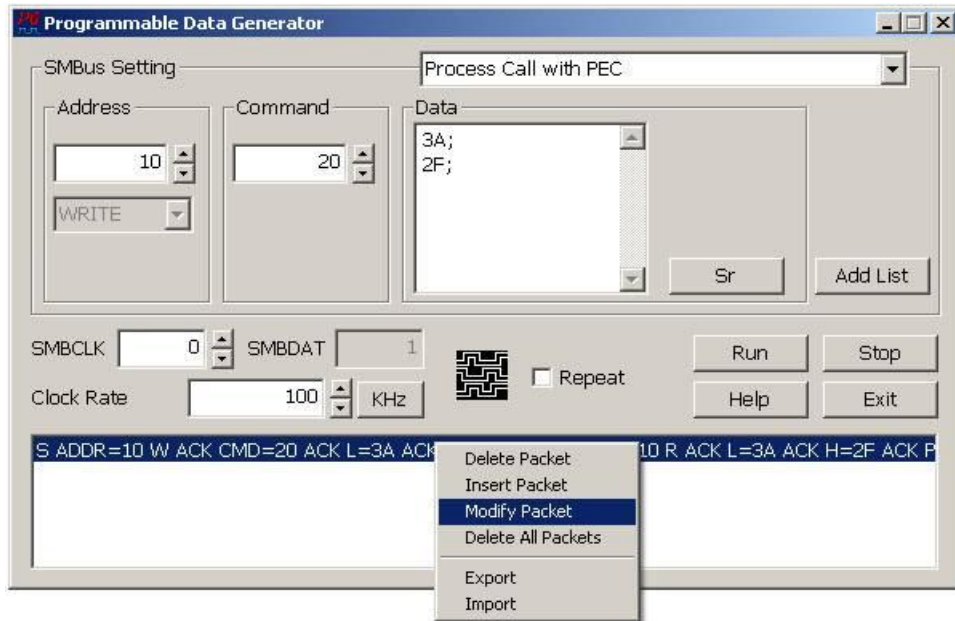 Programmable Data Generator
SMBus Setting
Process Call with PEC
Address
Command
Data
10
20
3A;
2F;
WRITE
Sr
Add List
SMBCLK 0 SMBDAT 1
Repeat
Run
Stop
Clock Rate 100 KHz
Help
Exit
S ADDR=10 W ACK CMD=20 ACK L=3A ACK 10 R ACK L=3A ACK H=2F ACK P
Delete Packet
Insert Packet
Modify Packet
Delete All Packets
Export
Import